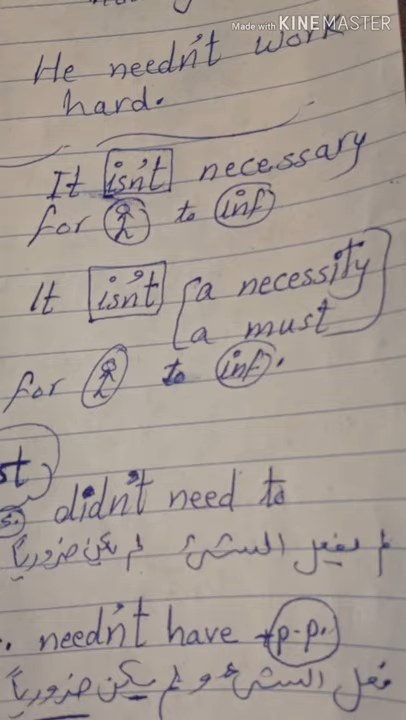 Made with KINEMASTER
He needn't work
hard.
It isn't necessary
for to inf
It isn't a necessity
a must
for to inf.
st
s. didn't need to
لم يفعل الشئ لم يكن ضرورياً
needn't have + p.p.
فعل الشئ و لم يكن ضرورياً